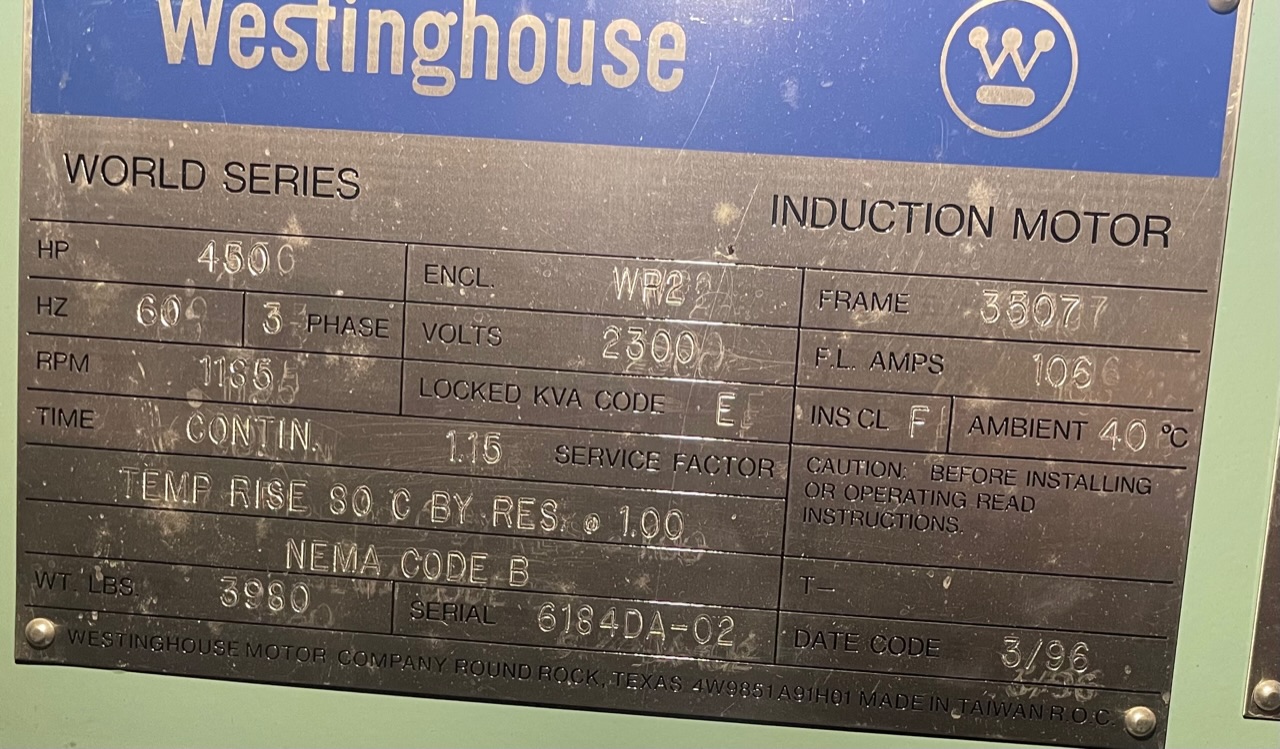 Westinghouse
W
WORLD SERIES
INDUCTION MOTOR
HP 450
ENCL. WP2
FRAME
HZ 60 3 PHASE
VOLTS 2300
F.L. AMPS 106
RPM 1185
LOCKED KVA CODE E
INS CL F AMBIENT 40 °C
TIME CONTIN. 1.15 SERVICE FACTOR
TEMP RISE 80 C BY RES. @ 1.00
NEMA CODE B
CAUTION: BEFORE INSTALLING
OR OPERATING READ
INSTRUCTIONS.
T–
WT. LBS. 3980
SERIAL 6184DA-02
DATE CODE 3/96
WESTINGHOUSE MOTOR COMPANY ROUND ROCK, TEXAS 4W9851A91H01 MADE IN TAIWAN R.O.C.